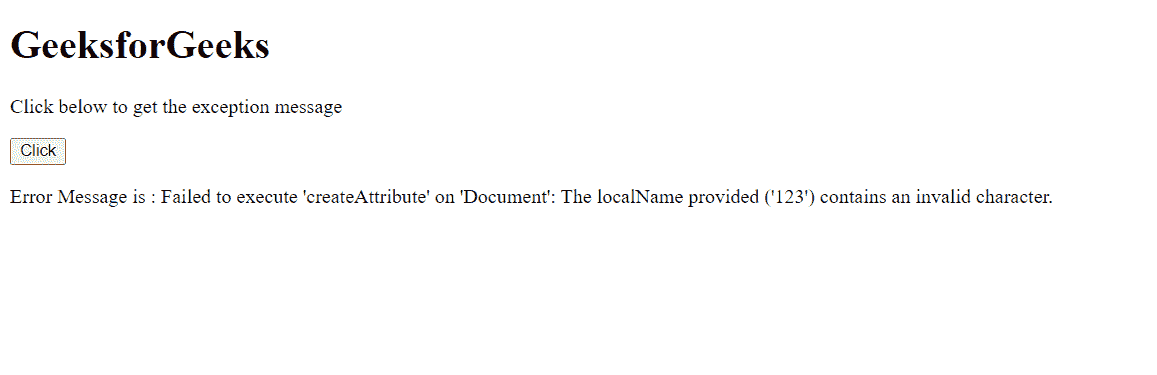 GeeksforGeeks
Click below to get the exception message
Click
Error Message is : Failed to execute 'createAttribute' on 'Document': The localName provided ('123') contains an invalid character.